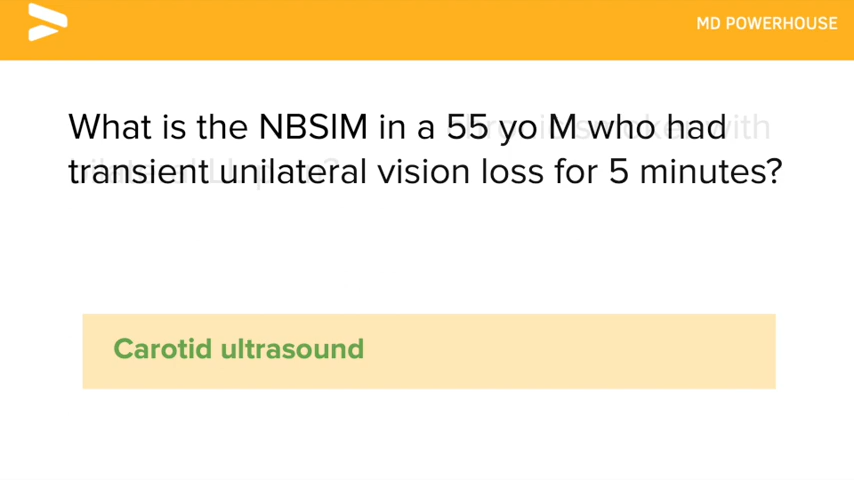 MD POWERHOUSE
What is the NBSIM in a 55 yo M who had
transient unilateral vision loss for 5 minutes?
Carotid ultrasound